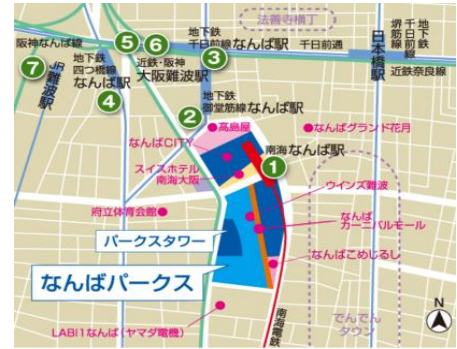 法善寺横丁
阪神なんば線
5
6
近鉄・阪神
大阪難波駅
地下鉄
千日前線
なんば駅
3
千日前通
日本橋駅
堺筋線
千日前線
地下鉄
近鉄奈良線
7
JR
難波駅
地下鉄
四つ橋線
なんば駅
4
地下鉄
御堂筋線なんば駅
2
高島屋
なんばグランド花月
なんばCITY
南海なんば駅
1
スイスホテル
南海大阪
ウインズ難波
府立体育会館
なんば
カーニバルモール
パークスタワー
なんばこめじるし
なんばパークス
南海電鉄
でんでん
タウン
N
LABI1なんば(ヤマダ電機)